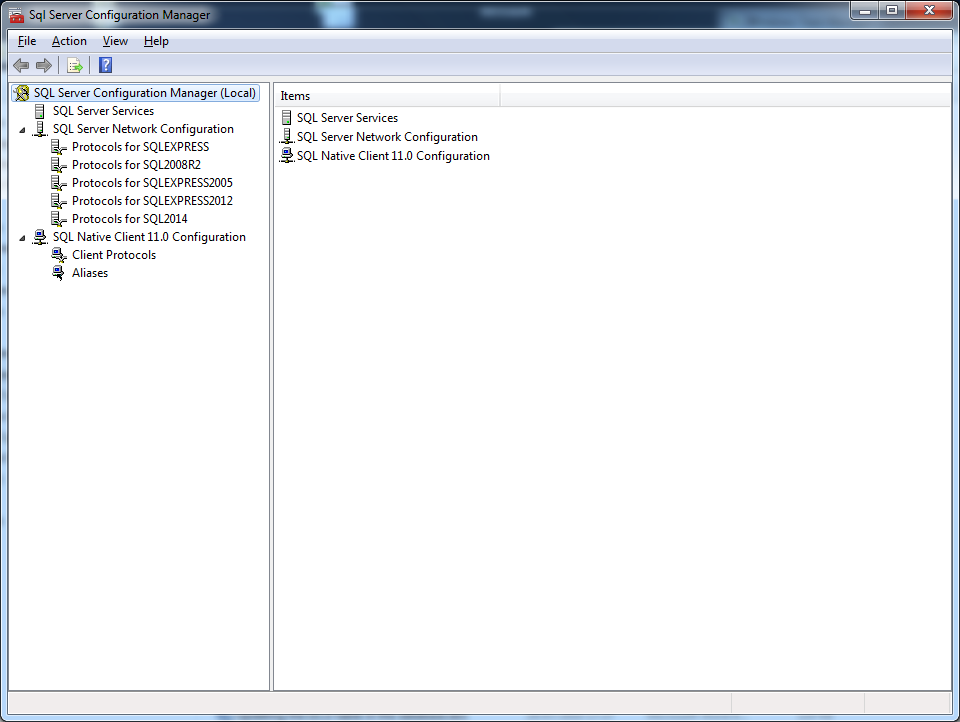 Sql Server Configuration Manager
File Action View Help
SQL Server Configuration Manager (Local)
SQL Server Services
SQL Server Network Configuration
Protocols for SQLEXPRESS
Protocols for SQL2008R2
Protocols for SQLEXPRESS2005
Protocols for SQLEXPRESS2012
Protocols for SQL2014
SQL Native Client 11.0 Configuration
Client Protocols
Aliases
Items
SQL Server Services
SQL Server Network Configuration
SQL Native Client 11.0 Configuration